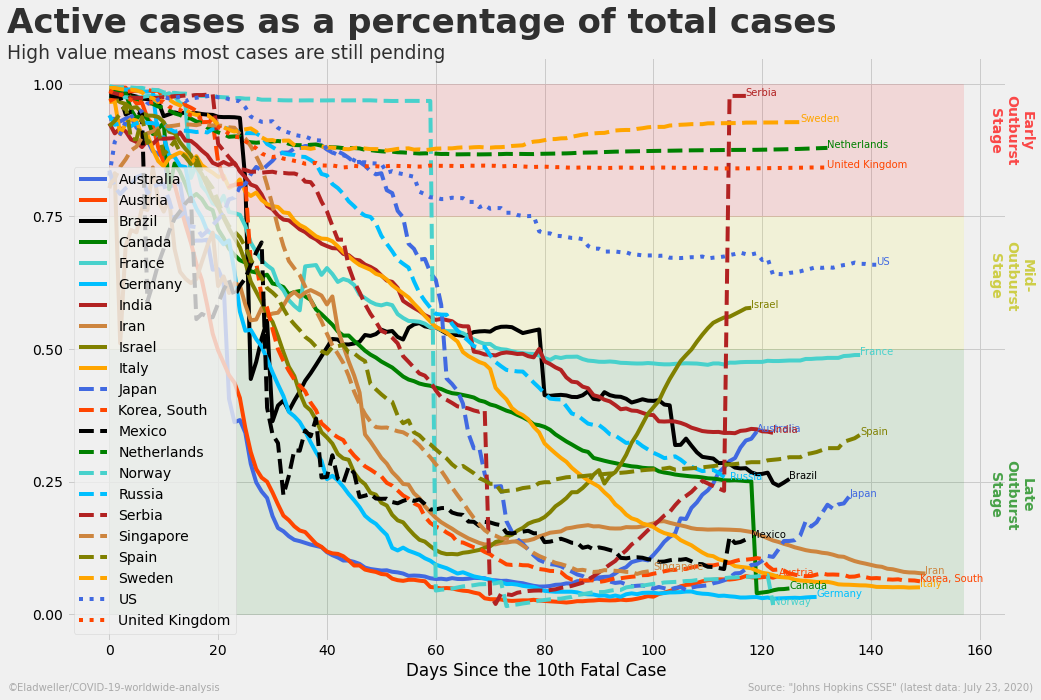 Active cases as a percentage of total cases
High value means most cases are still pending
1.00
0.75
0.50
0.25
0.00
Australia
Austria
Brazil
Canada
France
Germany
India
Iran
Israel
Italy
Japan
Korea, South
Mexico
Netherlands
Norway
Russia
Serbia
Singapore
Spain
Sweden
US
United Kingdom
Serbia
Sweden
Netherlands
United Kingdom
US
Israel
France
Australia
India
Spain
Russia
Brazil
Japan
Mexico
Singapore
Austria
Iran
Korea, South
Italy
Canada
Germany
Norway
Early
Outburst
Stage
Mid-
Outburst
Stage
Late
Outburst
Stage
0
20
40
60
80
100
120
140
160
Days Since the 10th Fatal Case
©Eladweller/COVID-19-worldwide-analysis
Source: "Johns Hopkins CSSE" (latest data: July 23, 2020)